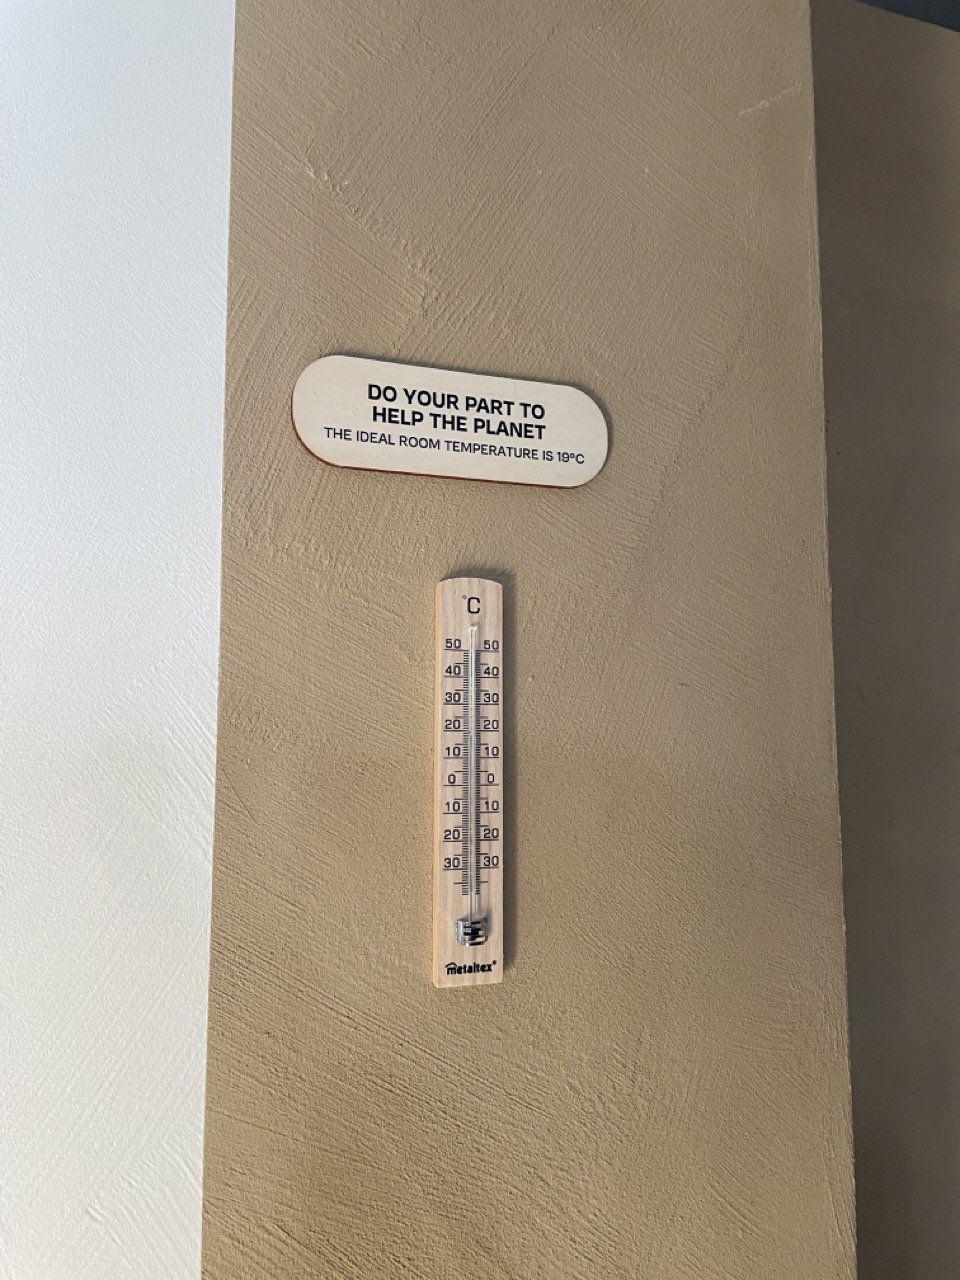 DO YOUR PART TO
HELP THE PLANET
THE IDEAL ROOM TEMPERATURE IS 19°C
°C
50 50
40 40
30 30
20 20
10 10
0 0
10 10
20 20
30 30
metaltex®